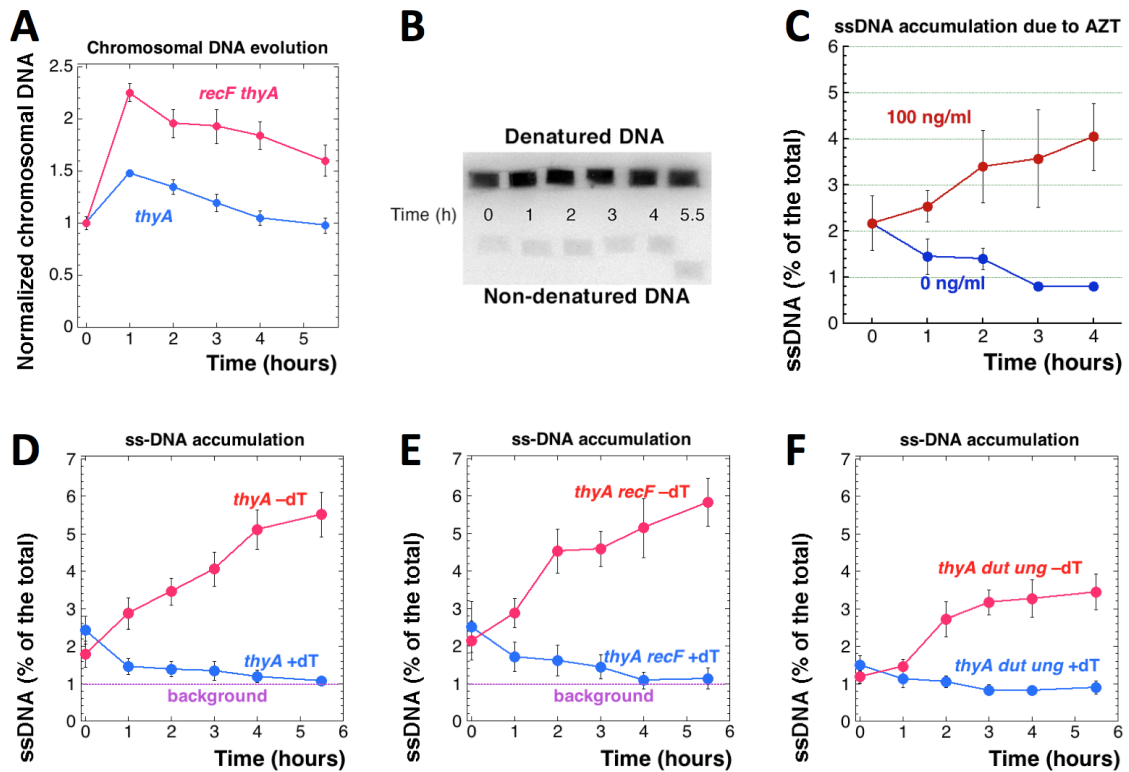 A
Chromosomal DNA evolution
Normalized chromosomal DNA
2.5
2
1.5
1
0.5
0
recF thyA
thyA
0 1 2 3 4 5
Time (hours)
B
Denatured DNA
Time (h) 0 1 2 3 4 5.5
Non-denatured DNA
C
ssDNA accumulation due to AZT
ssDNA (% of the total)
6
5
4
3
2
1
0
100 ng/ml
0 ng/ml
0 1 2 3 4
Time (hours)
D
ss-DNA accumulation
ssDNA (% of the total)
7
6
5
4
3
2
1
0
thyA –dT
thyA +dT
background
0 1 2 3 4 5 6
Time (hours)
E
ss-DNA accumulation
ssDNA (% of the total)
7
6
5
4
3
2
1
0
thyA recF –dT
thyA recF +dT
background
0 1 2 3 4 5 6
Time (hours)
F
ss-DNA accumulation
ssDNA (% of the total)
7
6
5
4
3
2
1
0
thyA dut ung –dT
thyA dut ung +dT
0 1 2 3 4 5 6
Time (hours)